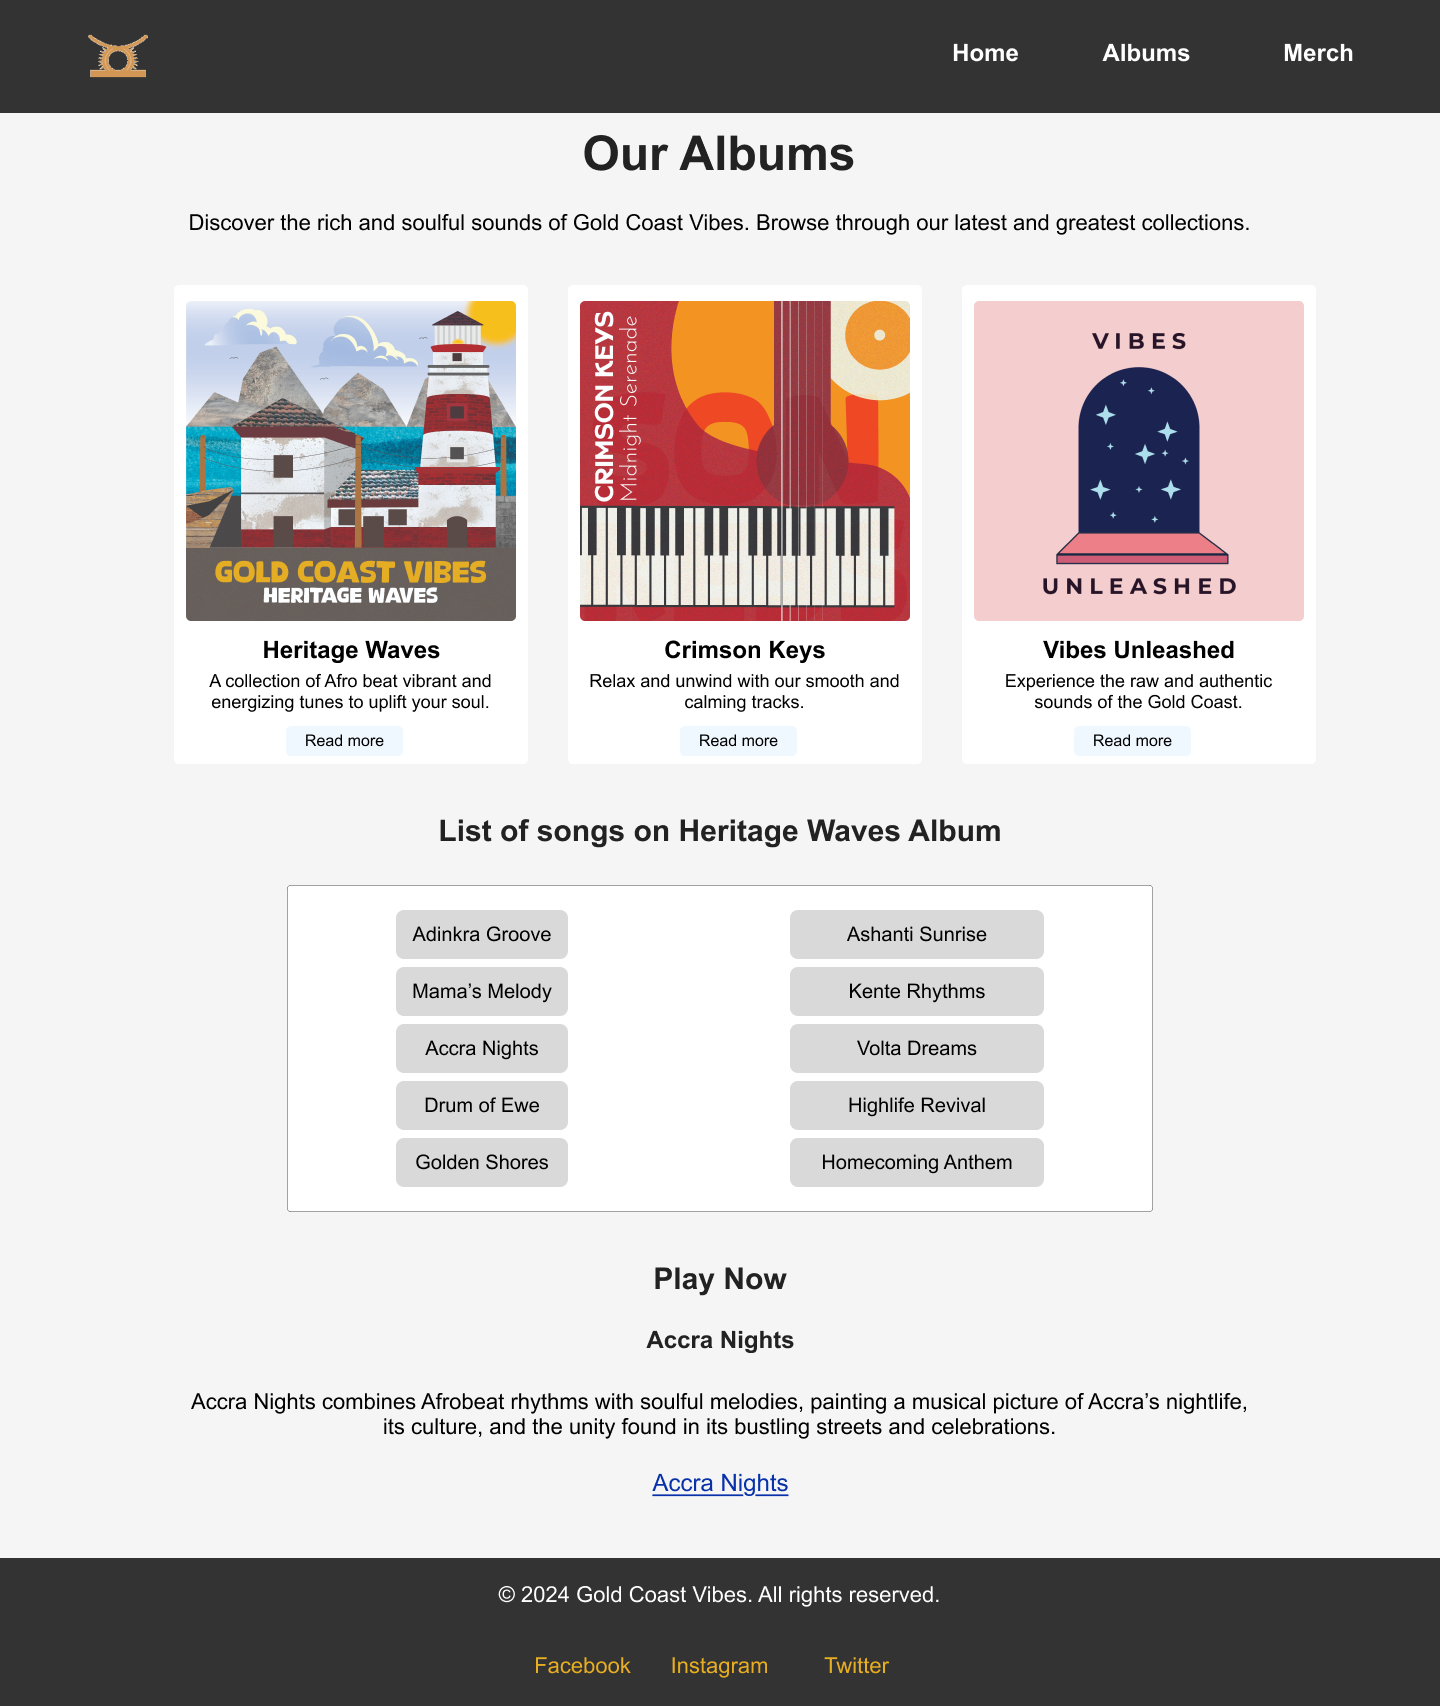 Home Albums Merch
Our Albums
Discover the rich and soulful sounds of Gold Coast Vibes. Browse through our latest and greatest collections.
GOLD COAST VIBES
HERITAGE WAVES
Heritage Waves
A collection of Afro beat vibrant and
energizing tunes to uplift your soul.
Read more
CRIMSON KEYS
Midnight Serenade
Crimson Keys
Relax and unwind with our smooth and
calming tracks.
Read more
VIBES
UNLEASHED
Vibes Unleashed
Experience the raw and authentic
sounds of the Gold Coast.
Read more
List of songs on Heritage Waves Album
Adinkra Groove
Mama’s Melody
Accra Nights
Drum of Ewe
Golden Shores
Ashanti Sunrise
Kente Rhythms
Volta Dreams
Highlife Revival
Homecoming Anthem
Play Now
Accra Nights
Accra Nights combines Afrobeat rhythms with soulful melodies, painting a musical picture of Accra’s nightlife,
its culture, and the unity found in its bustling streets and celebrations.
Accra Nights
© 2024 Gold Coast Vibes. All rights reserved.
Facebook Instagram Twitter